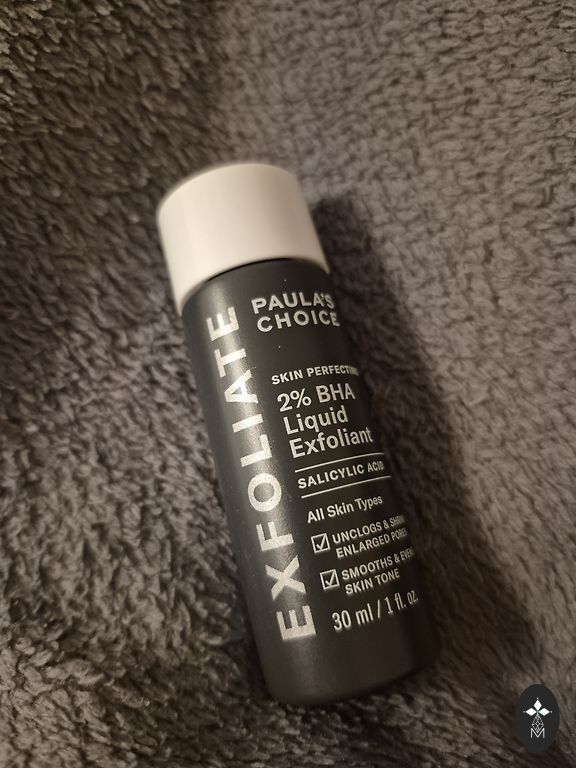 EXFOLIATE
PAULA'S
CHOICE
SKIN PERFECTING
2% BHA
Liquid
Exfoliant
SALICYLIC ACID
All Skin Types
UNCLOGS &
ENLARGED
SMOOTHS &
SKIN TONE
30 ml / 1 fl. oz.
M